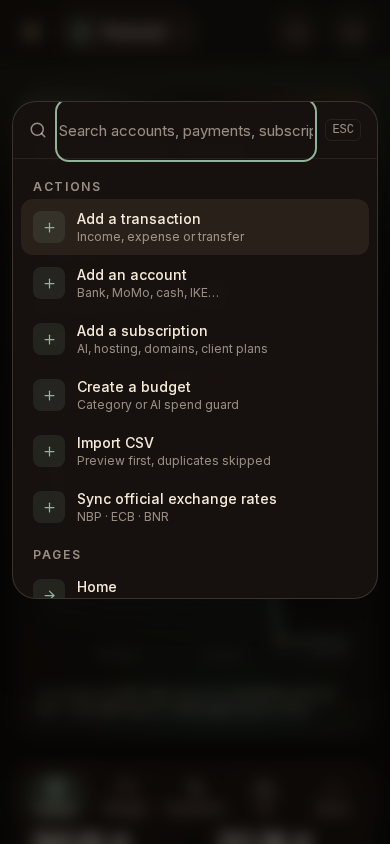 Search accounts, payments, subscrip
ESC
ACTIONS
Add a transaction
Income, expense or transfer
Add an account
Bank, MoMo, cash, IKE…
Add a subscription
AI, hosting, domains, client plans
Create a budget
Category or AI spend guard
Import CSV
Preview first, duplicates skipped
Sync official exchange rates
NBP · ECB · BNR
PAGES
Home